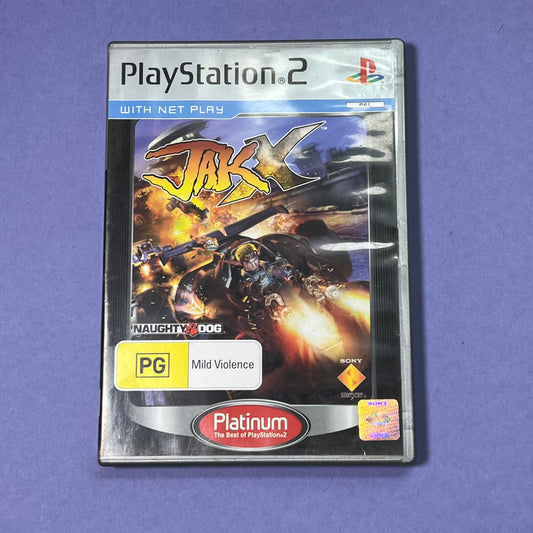 PlayStation®2
WITH NET PLAY
PAL
JAK X™
NAUGHTY DOG
PG
Mild Violence
SONY
Platinum
The Best of PlayStation®2